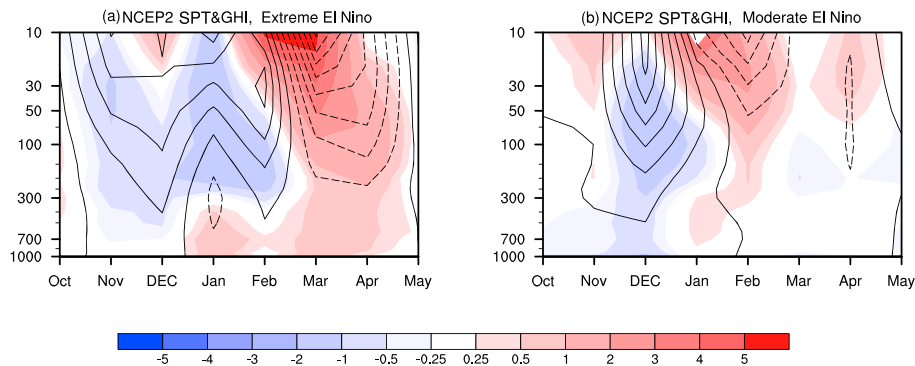 (a) NCEP2 SPT&GHI, Extreme El Nino
(b) NCEP2 SPT&GHI, Moderate El Nino
10
30
50
100
300
700
1000
Oct Nov DEC Jan Feb Mar Apr May
10
30
50
100
300
700
1000
Oct Nov DEC Jan Feb Mar Apr May
-5 -4 -3 -2 -1 -0.5 -0.25 0.25 0.5 1 2 3 4 5